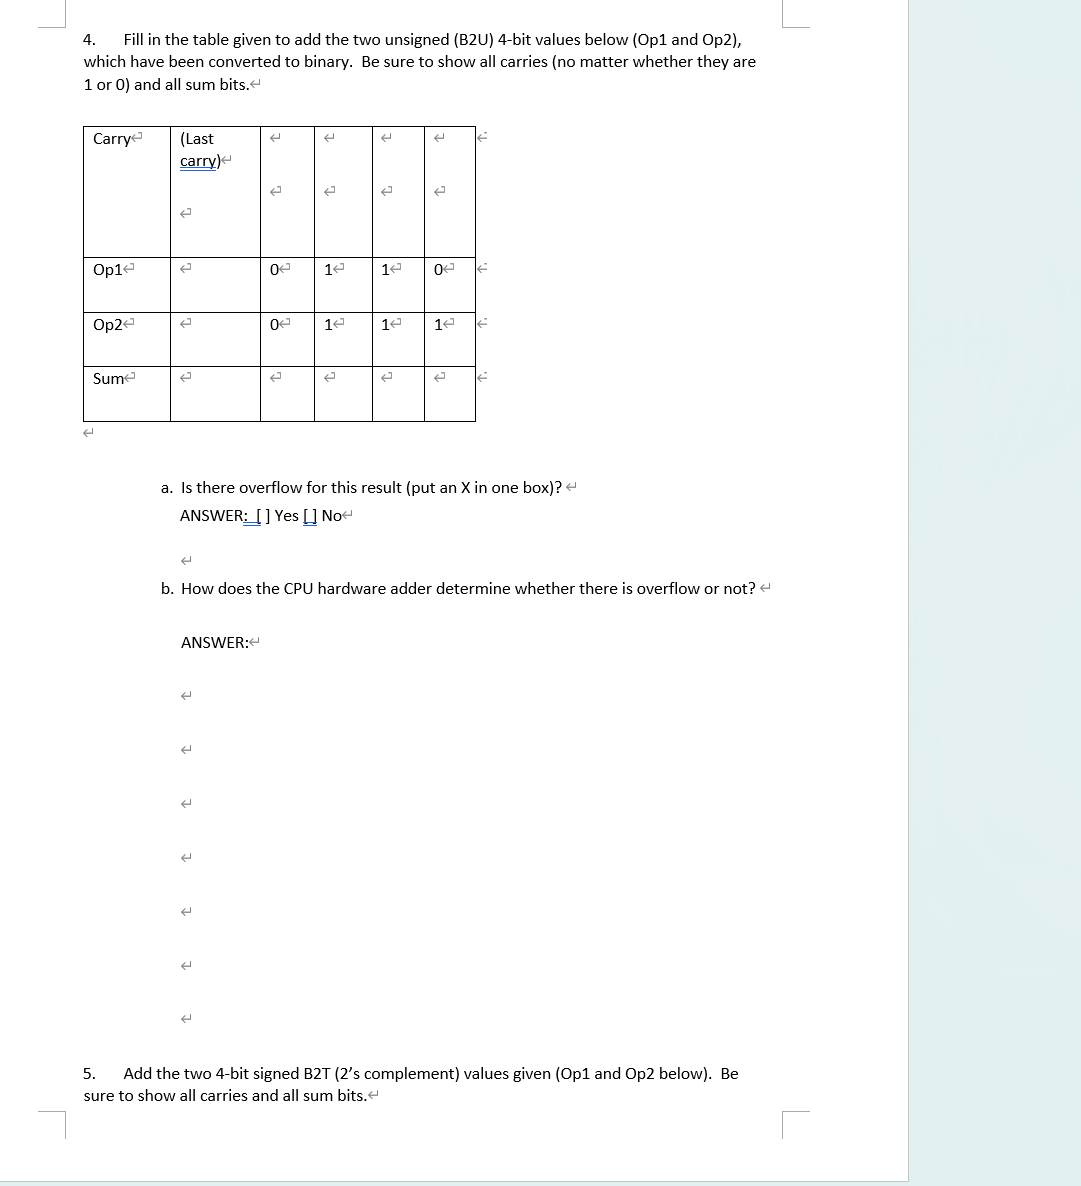 4. Fill in the table given to add the two unsigned (B2U) 4-bit values below (Op1 and Op2),
which have been converted to binary. Be sure to show all carries (no matter whether they are
1 or 0) and all sum bits.
Carry (Last
carry)
Op1 0 1 1 0
Op2 0 1 1 1
Sum
a. Is there overflow for this result (put an X in one box)?
ANSWER: [ ] Yes [ ] No
b. How does the CPU hardware adder determine whether there is overflow or not?
ANSWER:
5. Add the two 4-bit signed B2T (2’s complement) values given (Op1 and Op2 below). Be
sure to show all carries and all sum bits.